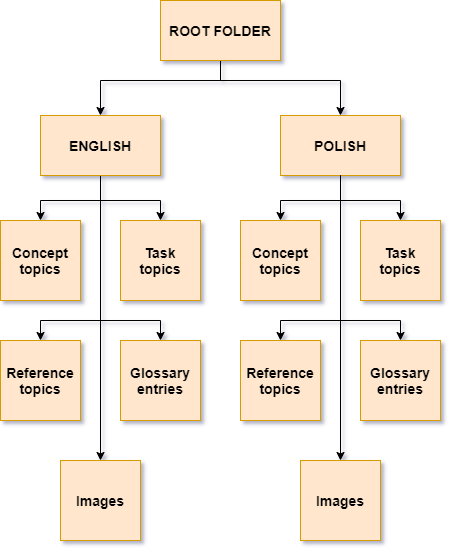 ROOT FOLDER
ENGLISH
POLISH
Concept
topics
Task
topics
Concept
topics
Task
topics
Reference
topics
Glossary
entries
Reference
topics
Glossary
entries
Images
Images